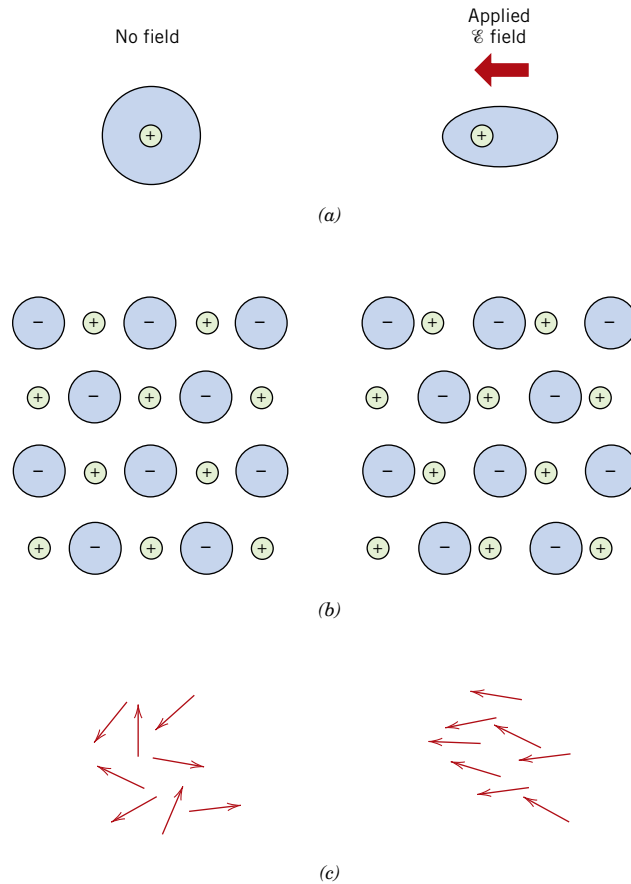 No field
Applied
ℰ field
+ +
(a)
− + − + −
− + − + −
+ − + − +
+ − + − +
− + − + −
− + − + −
+ − + − +
+ − + − +
(b)
(c)